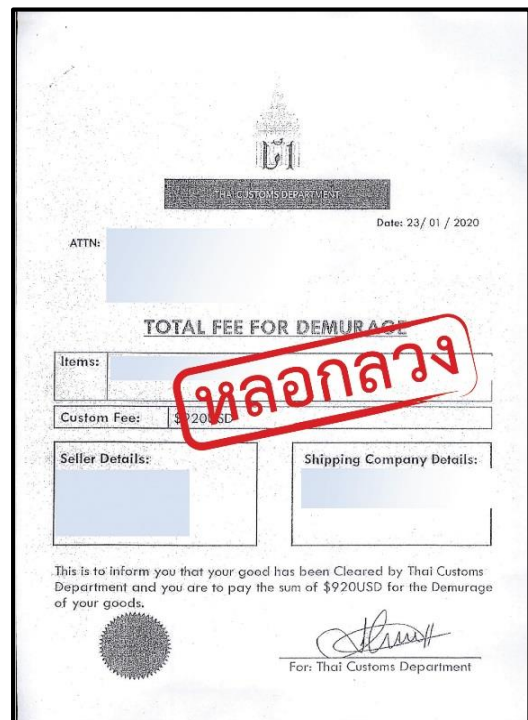 THAI CUSTOMS DEPARTMENT
Date: 23/ 01 / 2020
ATTN:
TOTAL FEE FOR DEMURAGE
Items:
หลอกลวง
Custom Fee: $920USD
Seller Details:
Shipping Company Details:
This is to inform you that your good has been Cleared by Thai Customs
Department and you are to pay the sum of $920USD for the Demurage
of your goods.
For: Thai Customs Department